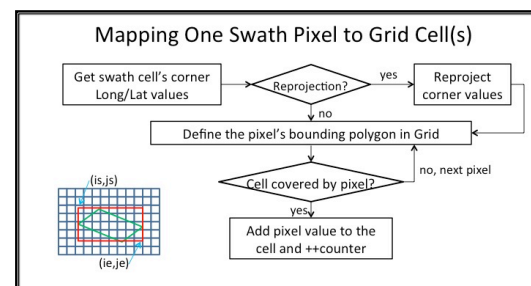 Mapping One Swath Pixel to Grid Cell(s)
Get swath cell's corner
Long/Lat values
Reprojection?
yes
Reproject
corner values
no
Define the pixel's bounding polygon in Grid
no, next pixel
Cell covered by pixel?
yes
Add pixel value to the
cell and ++counter
(is,js)
(ie,je)